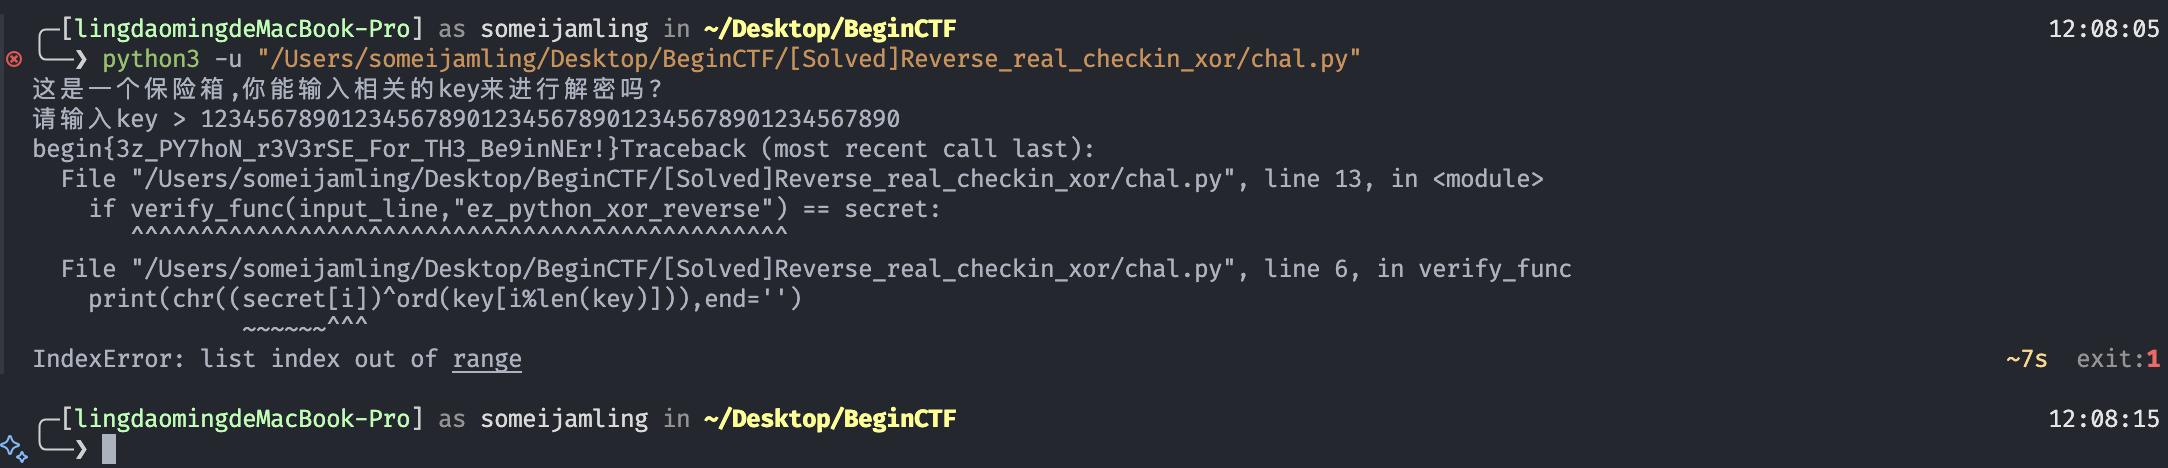 [lingdaomingdeMacBook-Pro] as someijamling in ~/Desktop/BeginCTF 12:08:05
❯ python3 -u "/Users/someijamling/Desktop/BeginCTF/[Solved]Reverse_real_checkin_xor/chal.py"
这是一个保险箱,你能输入相关的key来进行解密吗?
请输入key > 12345678901234567890123456789012345678901234567890
begin{3z_PY7hoN_r3V3rSE_For_TH3_Be9inNEr!}Traceback (most recent call last):
  File "/Users/someijamling/Desktop/BeginCTF/[Solved]Reverse_real_checkin_xor/chal.py", line 13, in <module>
    if verify_func(input_line,"ez_python_xor_reverse") == secret:
       ^^^^^^^^^^^^^^^^^^^^^^^^^^^^^^^^^^^^^^^^^^^^^^^
  File "/Users/someijamling/Desktop/BeginCTF/[Solved]Reverse_real_checkin_xor/chal.py", line 6, in verify_func
    print(chr((secret[i])^ord(key[i%len(key)])),end='')
               ~~~~~~^^^
IndexError: list index out of range ~7s exit:1
[lingdaomingdeMacBook-Pro] as someijamling in ~/Desktop/BeginCTF 12:08:15
❯